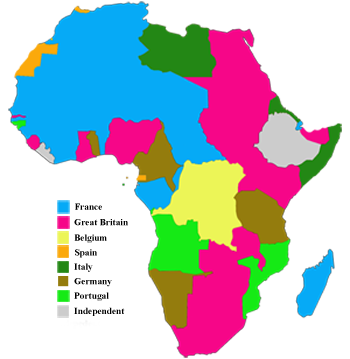 France
Great Britain
Belgium
Spain
Italy
Germany
Portugal
Independent